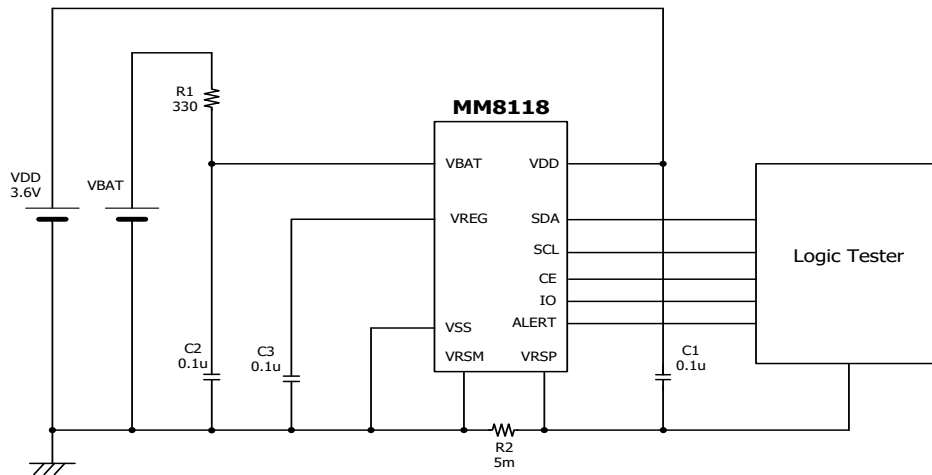 R1
330
MM8118
VDD
3.6V
VBAT
VBAT
VDD
VREG
SDA
SCL
CE
IO
ALERT
VSS
VRSM
VRSP
Logic Tester
C2
0.1u
C3
0.1u
C1
0.1u
R2
5m